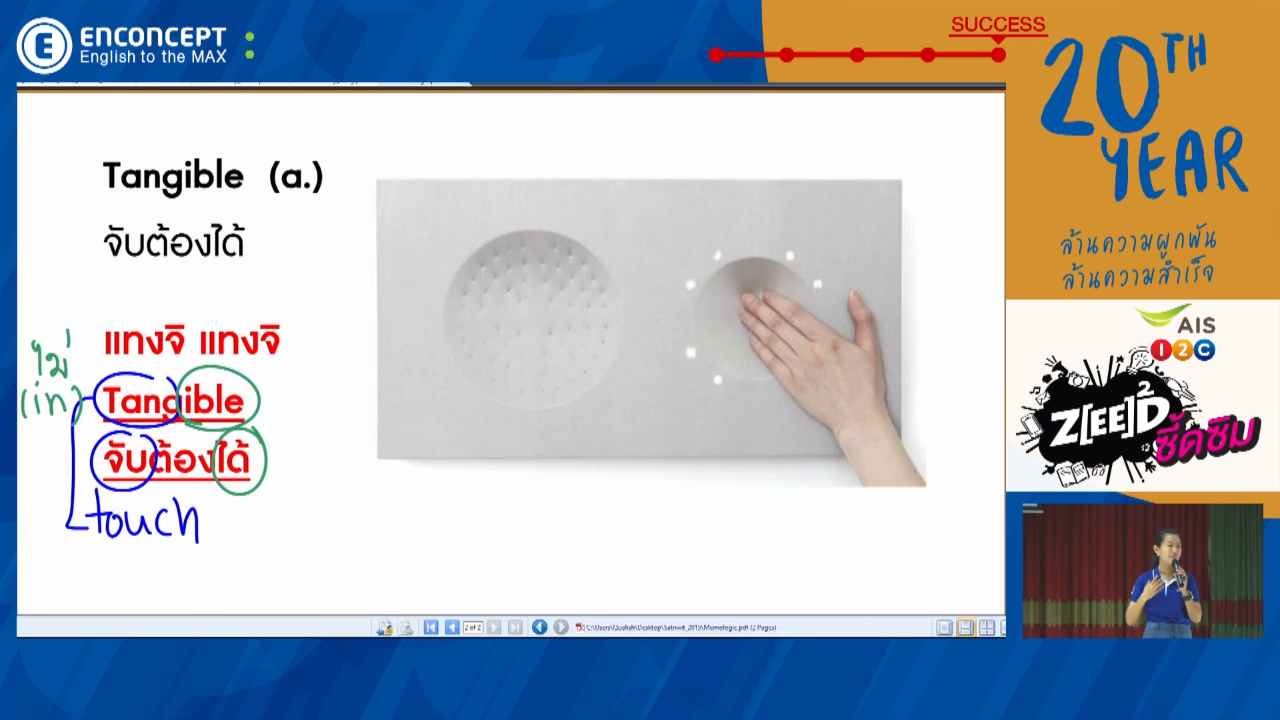 ENCONCEPT
English to the MAX
SUCCESS
20TH
YEAR
ล้านความผูกพัน
ล้านความสำเร็จ
Tangible (a.)
จับต้องได้
แทงจิ แทงจิ
ไม่
(in)
Tangible
จับต้องได้
touch
AIS
I2C
Z[EE]D2
ซี้ดซิม
2 of 2